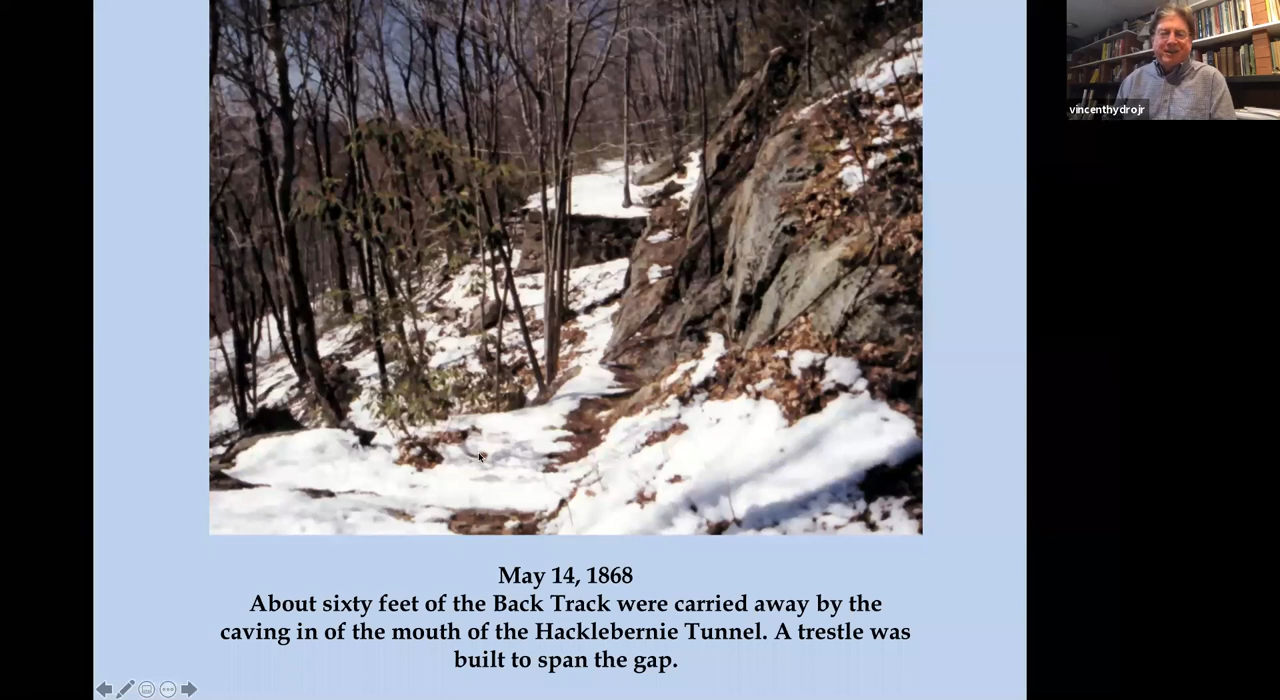 vincenthydrojr
May 14, 1868
About sixty feet of the Back Track were carried away by the
caving in of the mouth of the Hacklebernie Tunnel. A trestle was
built to span the gap.